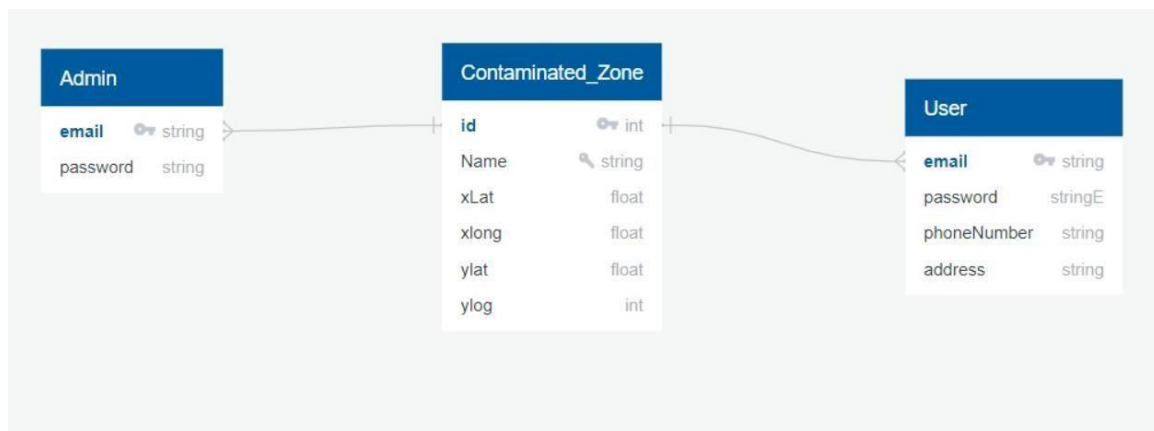 Admin
email string
password string
Contaminated_Zone
id int
Name string
xLat float
xlong float
ylat float
ylog int
User
email string
password stringE
phoneNumber string
address string